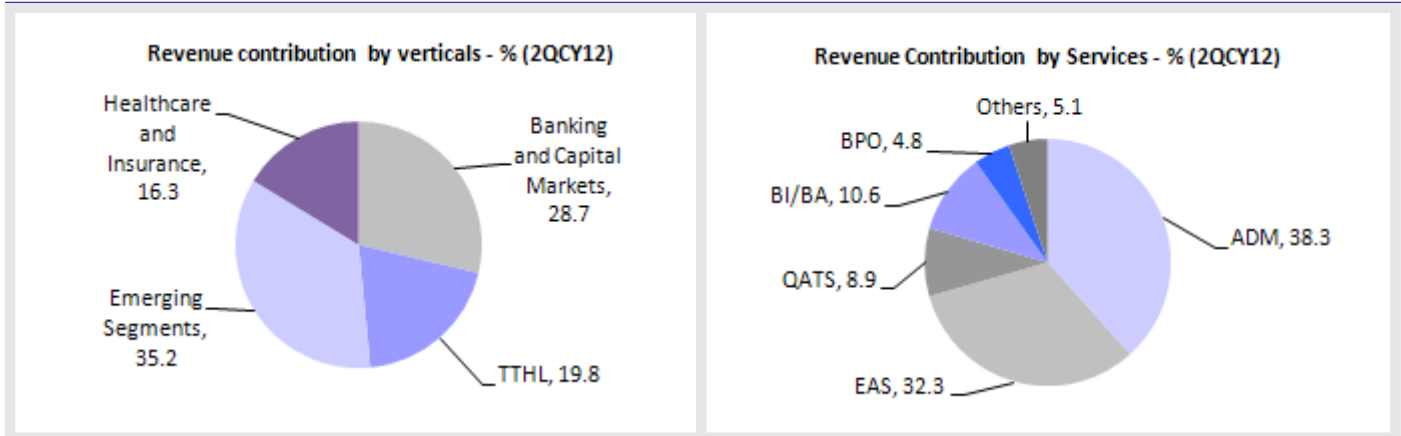 Revenue contribution by verticals - % (2QCY12)
Healthcare
and
Insurance,
16.3
Banking
and Capital
Markets,
28.7
Emerging
Segments,
35.2
TTHL, 19.8
Revenue Contribution by Services - % (2QCY12)
Others, 5.1
BPO, 4.8
BI/BA, 10.6
ADM, 38.3
QATS, 8.9
EAS, 32.3